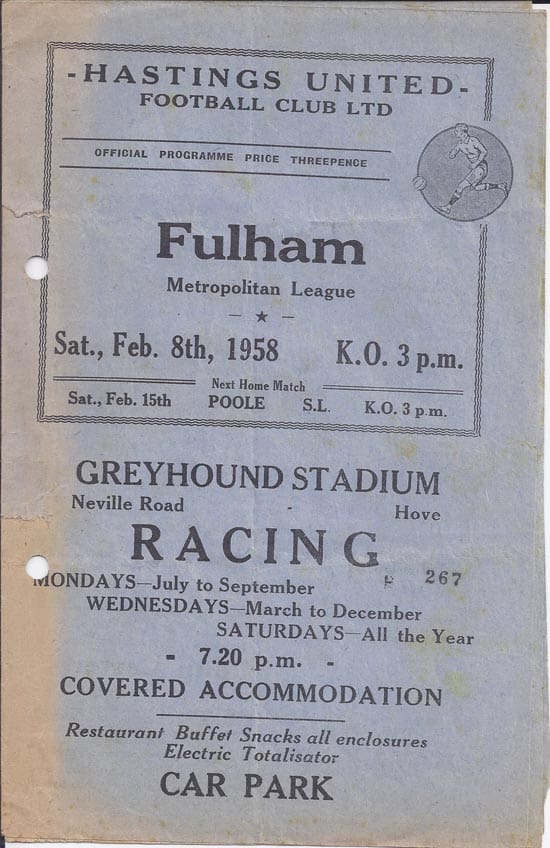 - HASTINGS UNITED -
FOOTBALL CLUB LTD
OFFICIAL PROGRAMME PRICE THREEPENCE
Fulham
Metropolitan League
— ★ —
Sat., Feb. 8th, 1958 K.O. 3 p.m.
Next Home Match
Sat., Feb. 15th POOLE S.L. K.O. 3 p.m.
GREYHOUND STADIUM
Neville Road - Hove
RACING
267
MONDAYS—July to September
WEDNESDAYS—March to December
SATURDAYS—All the Year
- 7.20 p.m. -
COVERED ACCOMMODATION
Restaurant Buffet Snacks all enclosures
Electric Totalisator
CAR PARK